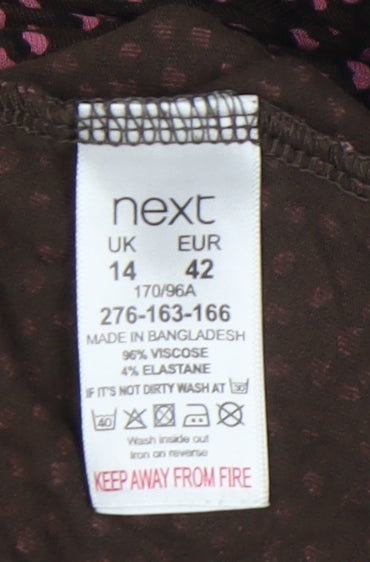 next
UK EUR
14 42
170/96A
276-163-166
MADE IN BANGLADESH
96% VISCOSE
4% ELASTANE
IF IT'S NOT DIRTY WASH AT 30
40
Wash inside out
Iron on reverse
KEEP AWAY FROM FIRE